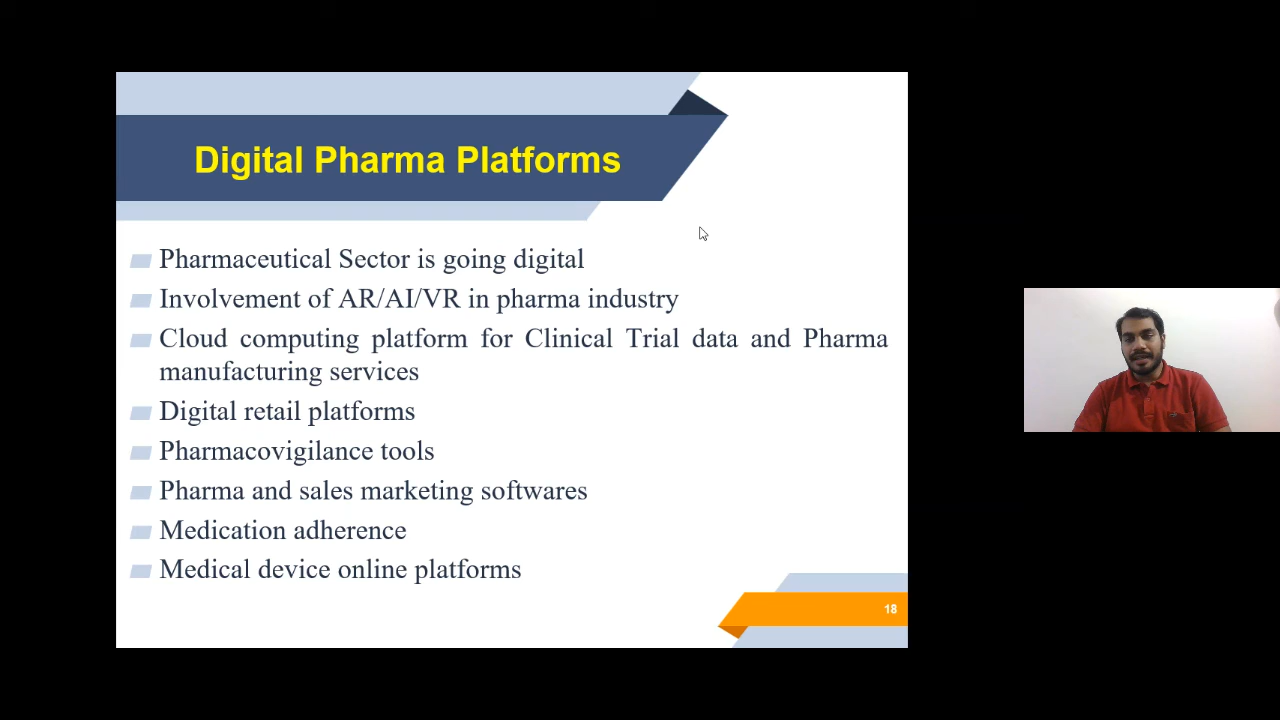 Digital Pharma Platforms
Pharmaceutical Sector is going digital
Involvement of AR/AI/VR in pharma industry
Cloud computing platform for Clinical Trial data and Pharma
manufacturing services
Digital retail platforms
Pharmacovigilance tools
Pharma and sales marketing softwares
Medication adherence
Medical device online platforms
18